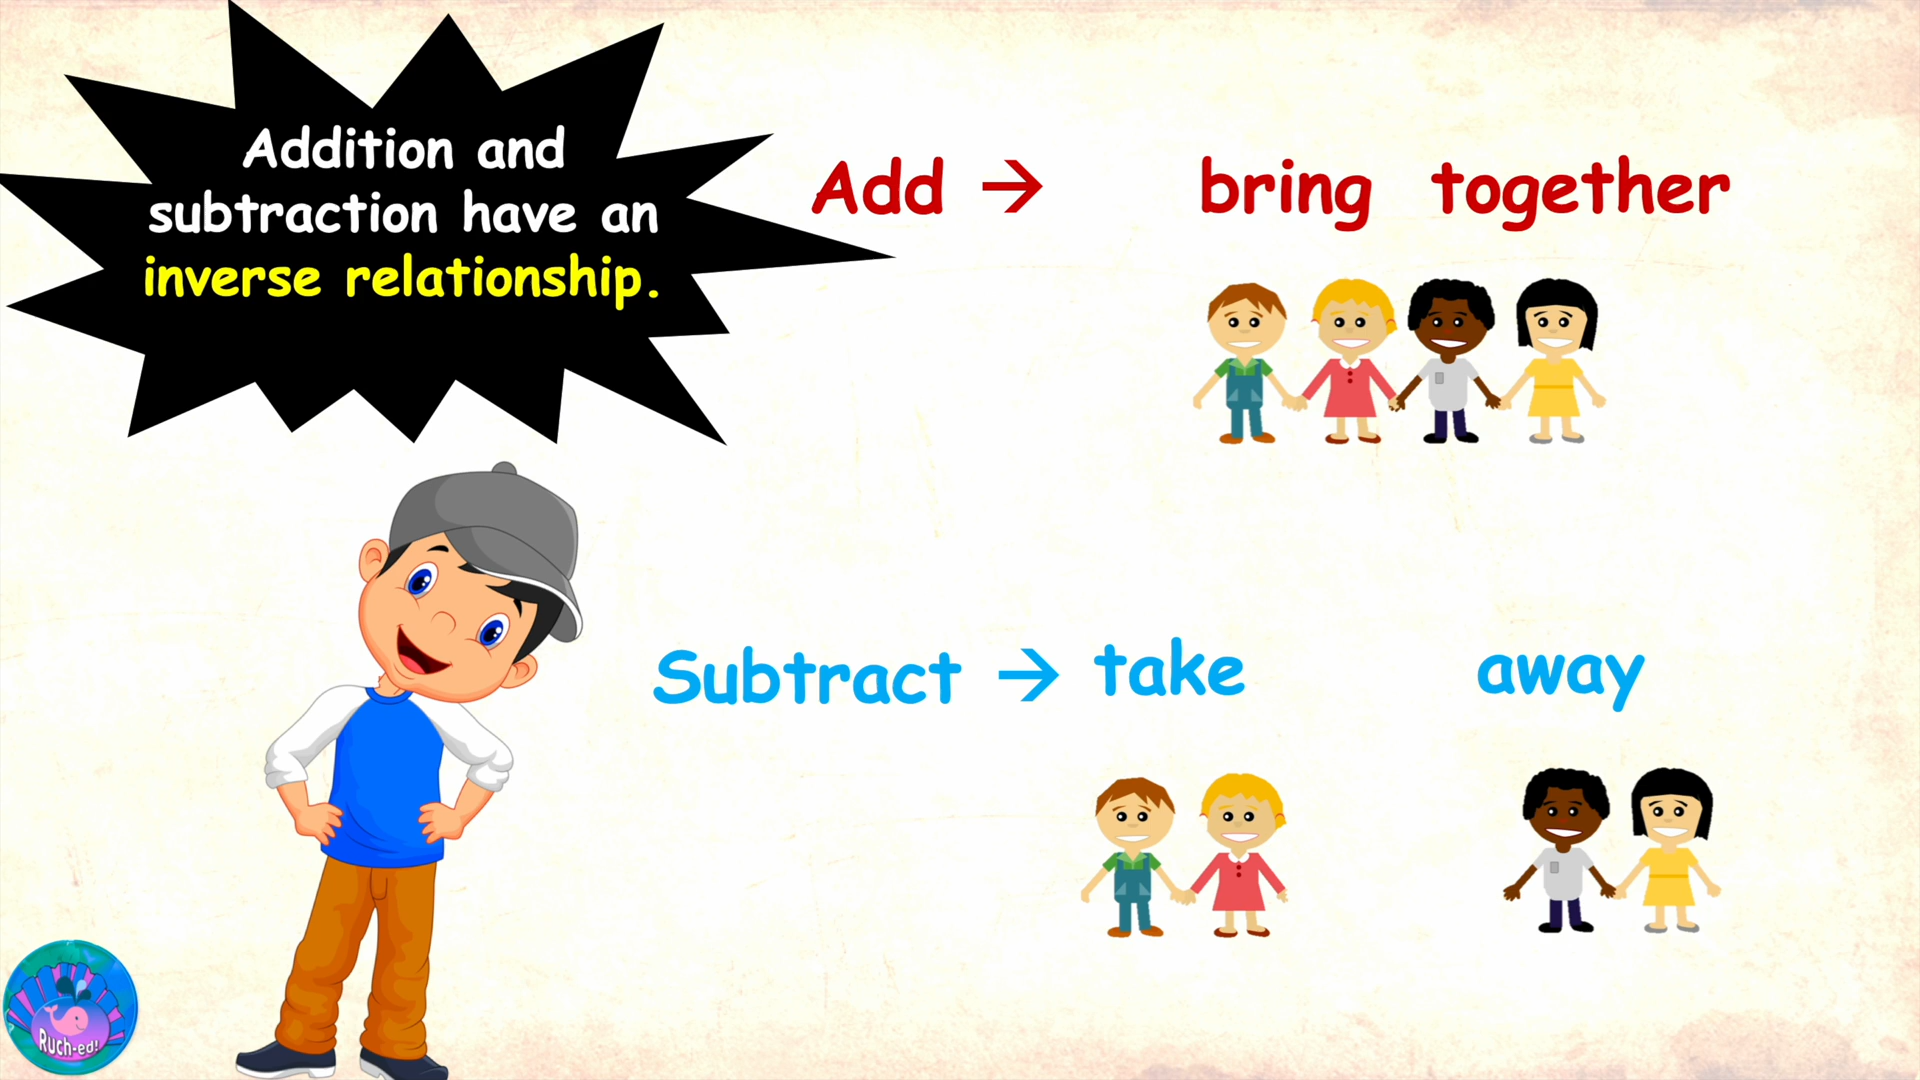 Addition and
subtraction have an
inverse relationship.
Add → bring together
Subtract → take away
Ruch-ed!